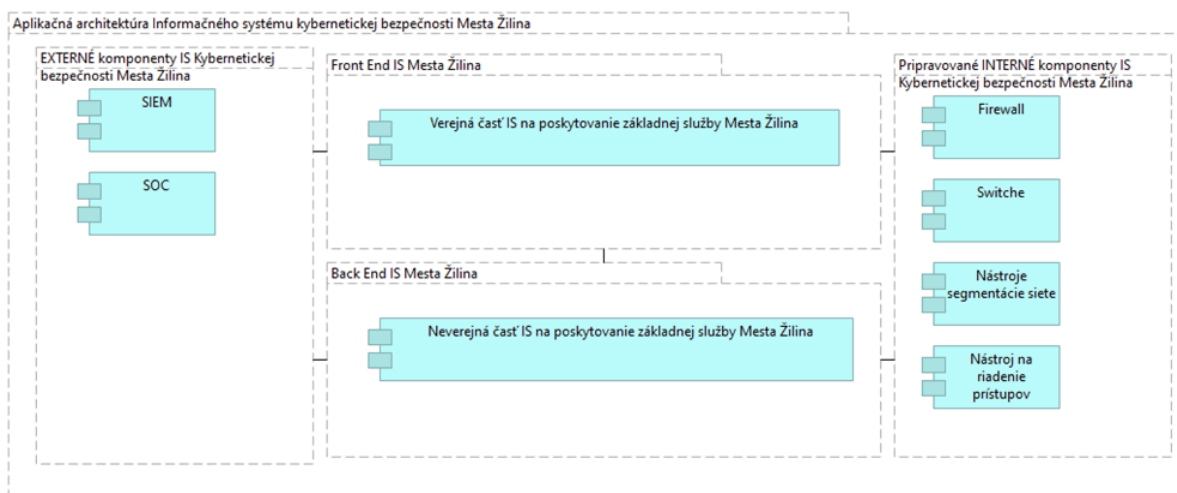 Aplikačná architektúra Informačného systému kybernetickej bezpečnosti Mesta Žilina
EXTERNÉ komponenty IS Kybernetickej
bezpečnosti Mesta Žilina
SIEM
SOC
Front End IS Mesta Žilina
Verejná časť IS na poskytovanie základnej služby Mesta Žilina
Back End IS Mesta Žilina
Neverejná časť IS na poskytovanie základnej služby Mesta Žilina
Pripravované INTERNÉ komponenty IS
Kybernetickej bezpečnosti Mesta Žilina
Firewall
Switche
Nástroje
segmentácie siete
Nástroj na
riadenie
prístupov